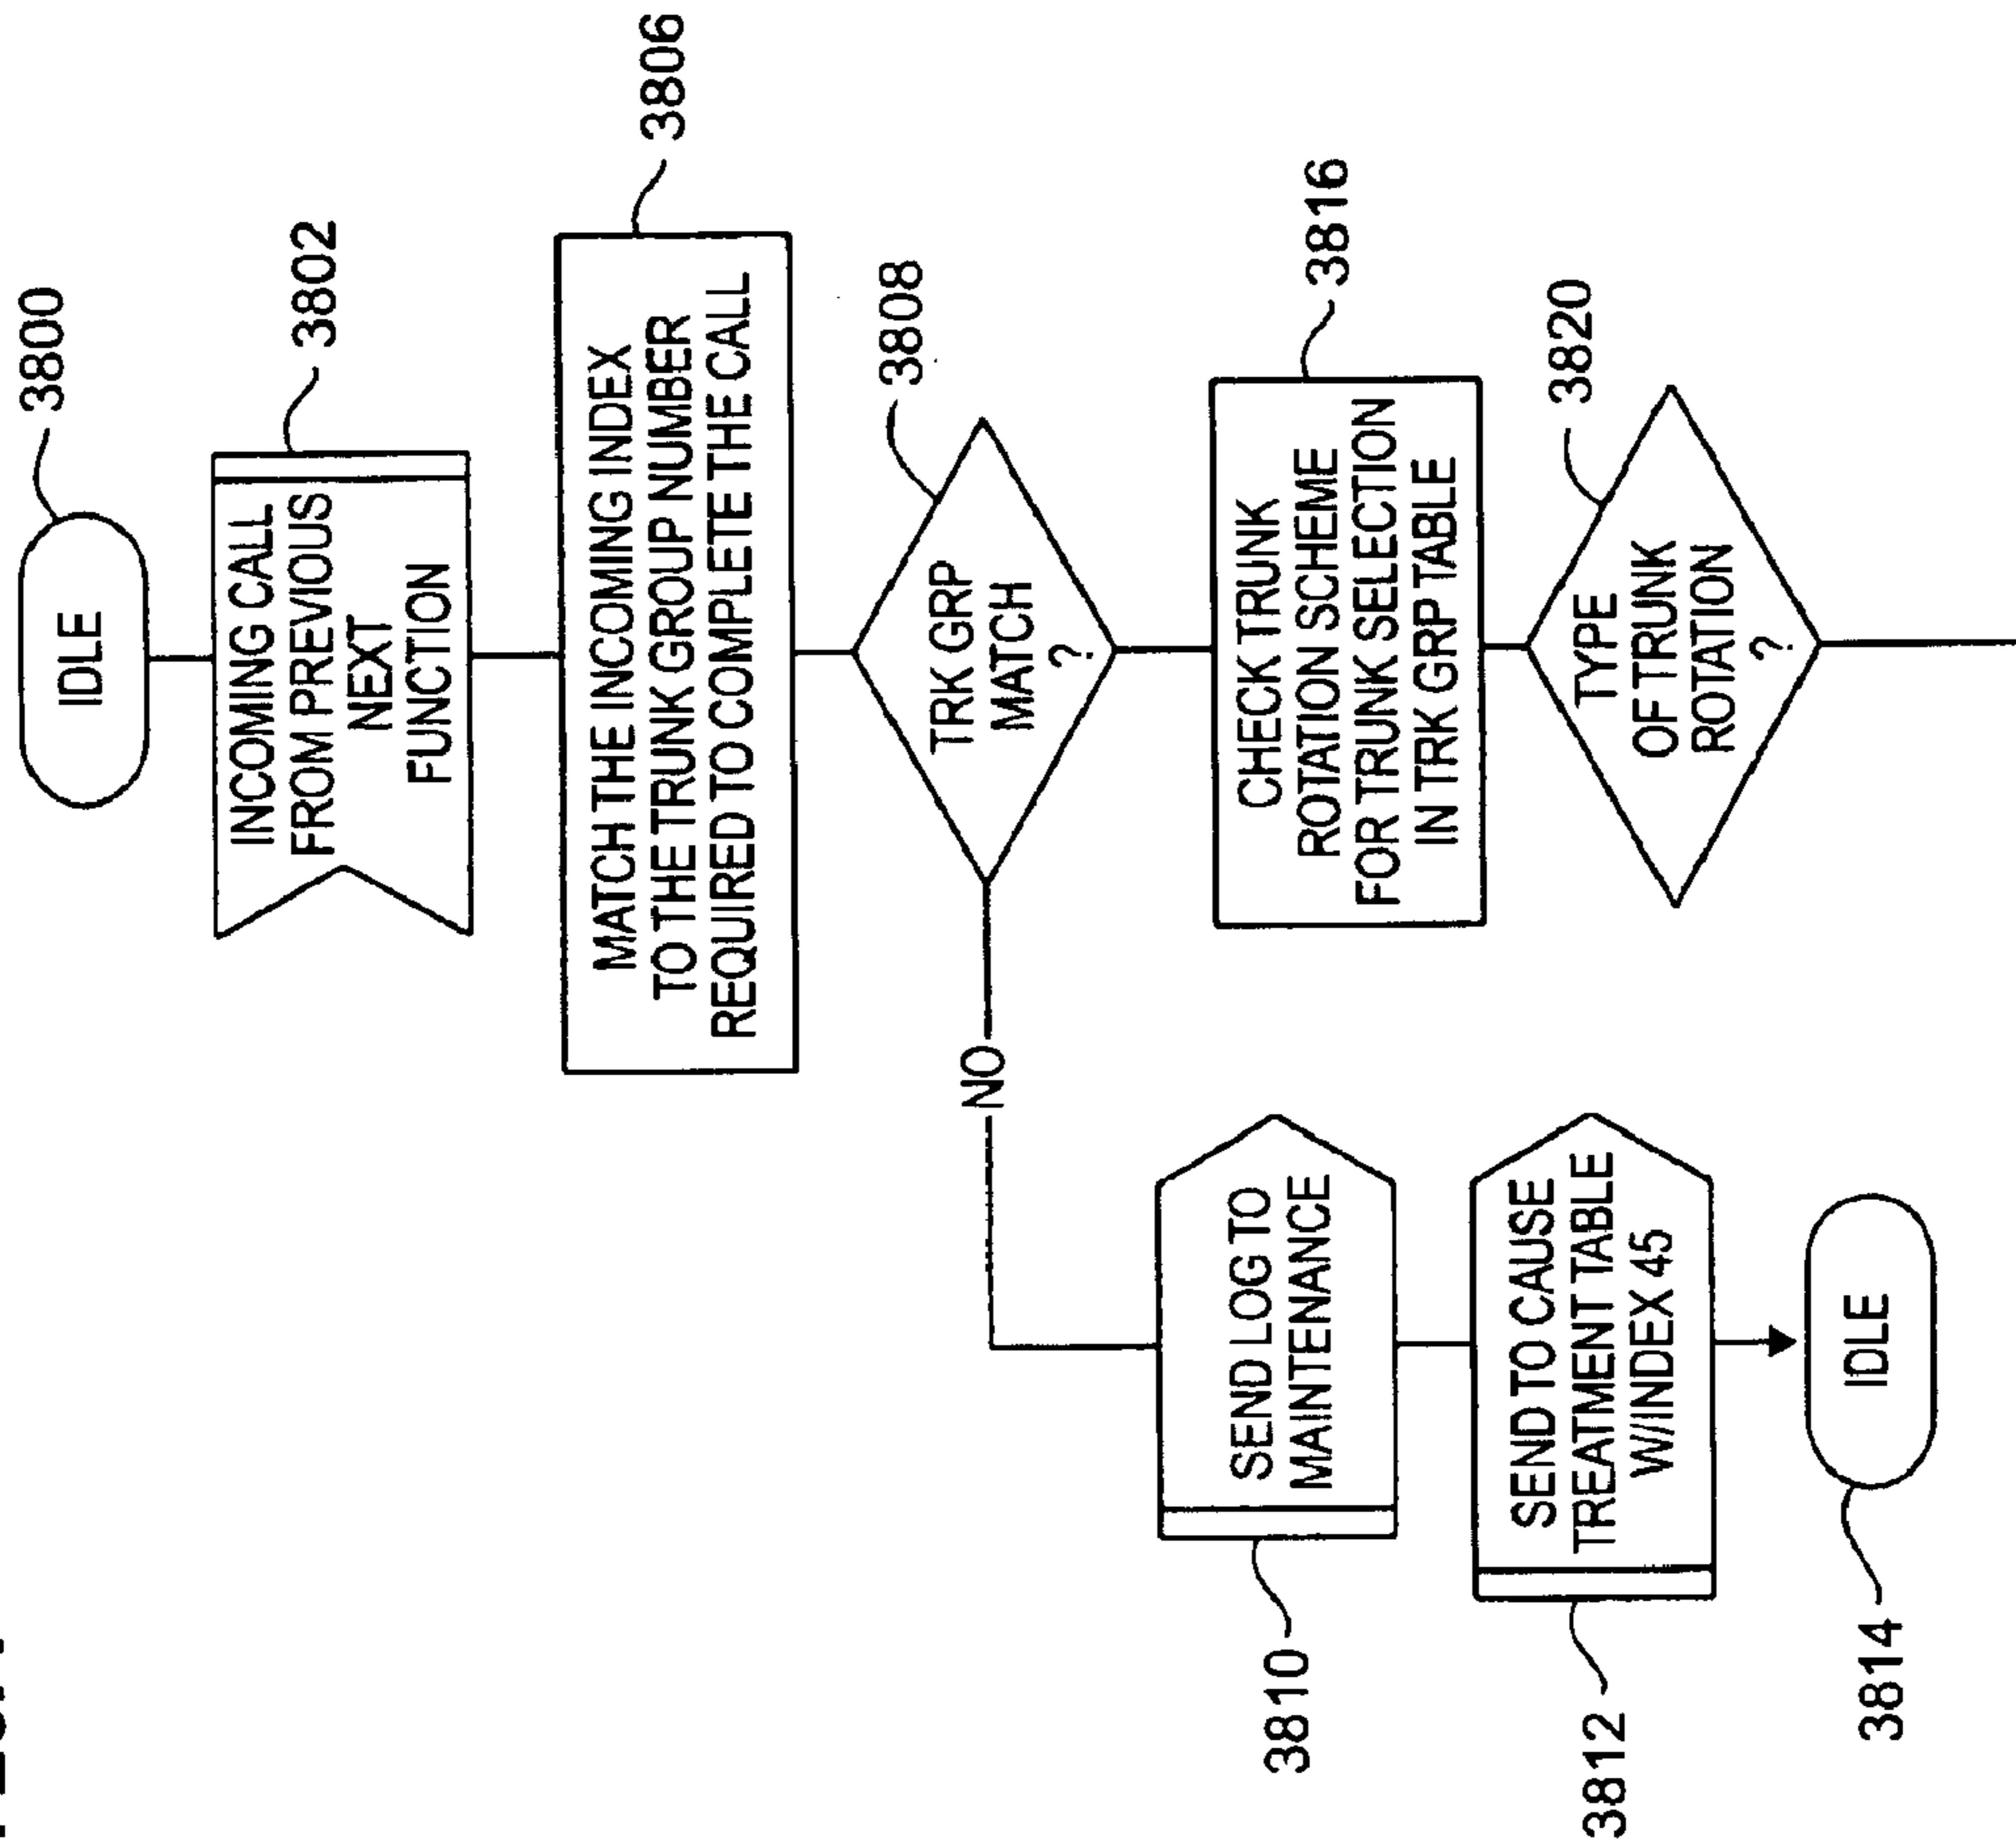 3800
IDLE
3802
INCOMING CALL
FROM PREVIOUS
NEXT
FUNCTION
3806
MATCH THE INCOMING INDEX
TO THE TRUNK GROUP NUMBER
REQUIRED TO COMPLETE THE CALL
3808
TRK GRP
MATCH
?
NO
3810
SEND LOG TO
MAINTENANCE
3812
SEND TO CAUSE
TREATMENT TABLE
W/INDEX 45
3814
IDLE
3816
CHECK TRUNK
ROTATION SCHEME
FOR TRUNK SELECTION
IN TRK GRP TABLE
3820
TYPE
OF TRUNK
ROTATION
?